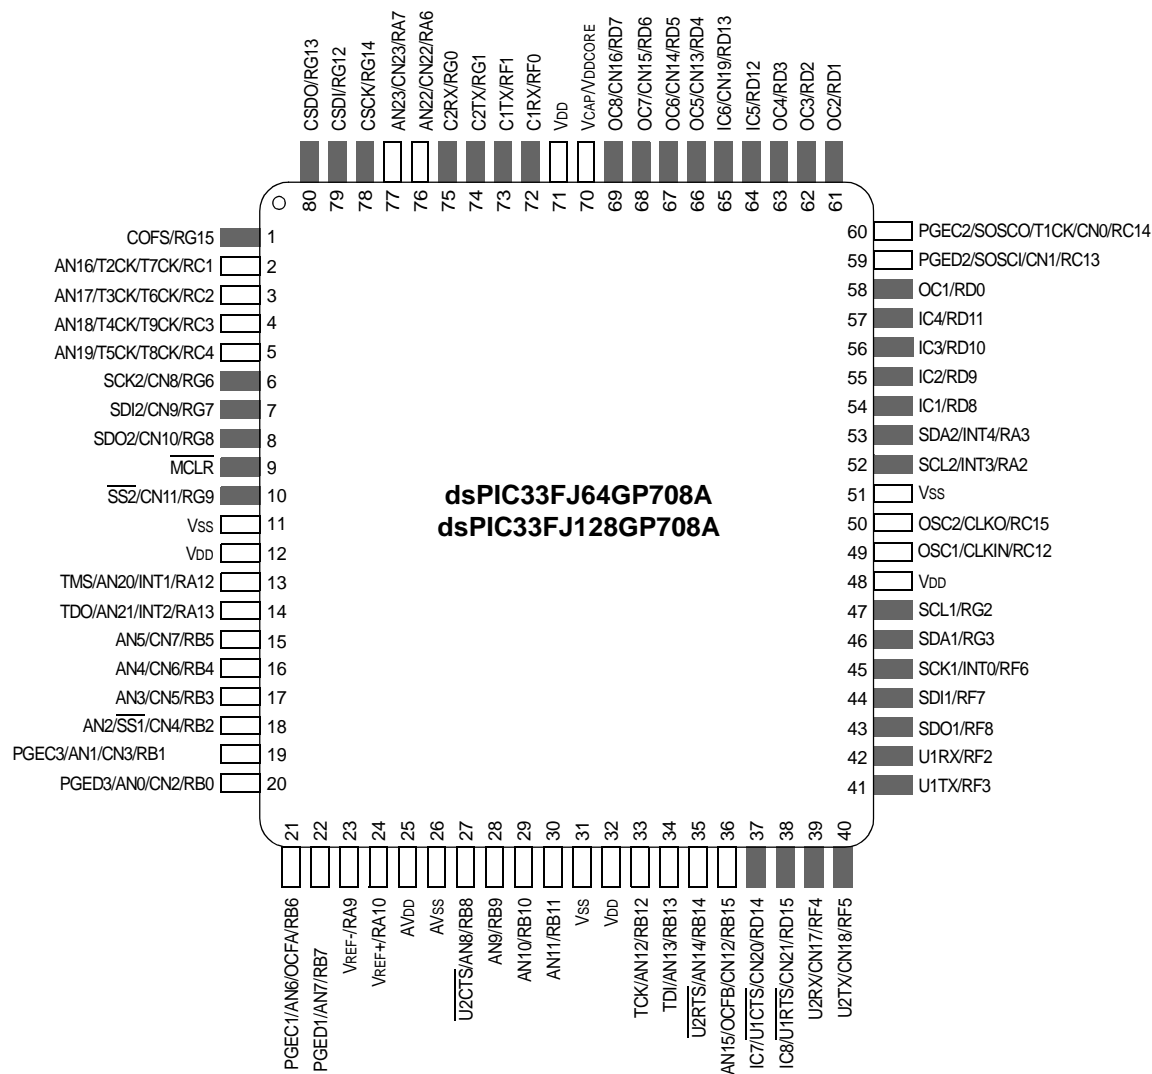 CSDO/RG13
CSDI/RG12
CSCK/RG14
AN23/CN23/RA7
AN22/CN22/RA6
C2RX/RG0
C2TX/RG1
C1TX/RF1
C1RX/RF0
VDD
VCAP/VDDCORE
OC8/CN16/RD7
OC7/CN15/RD6
OC6/CN14/RD5
OC5/CN13/RD4
IC6/CN19/RD13
IC5/RD12
OC4/RD3
OC3/RD2
OC2/RD1
80
79
78
77
76
75
74
73
72
71
70
69
68
67
66
65
64
63
62
61
COFS/RG15 1
AN16/T2CK/T7CK/RC1 2
AN17/T3CK/T6CK/RC2 3
AN18/T4CK/T9CK/RC3 4
AN19/T5CK/T8CK/RC4 5
SCK2/CN8/RG6 6
SDI2/CN9/RG7 7
SDO2/CN10/RG8 8
MCLR 9
SS2/CN11/RG9 10
VSS 11
VDD 12
TMS/AN20/INT1/RA12 13
TDO/AN21/INT2/RA13 14
AN5/CN7/RB5 15
AN4/CN6/RB4 16
AN3/CN5/RB3 17
AN2/SS1/CN4/RB2 18
PGEC3/AN1/CN3/RB1 19
PGED3/AN0/CN2/RB0 20
dsPIC33FJ64GP708A
dsPIC33FJ128GP708A
60 PGEC2/SOSCO/T1CK/CN0/RC14
59 PGED2/SOSCI/CN1/RC13
58 OC1/RD0
57 IC4/RD11
56 IC3/RD10
55 IC2/RD9
54 IC1/RD8
53 SDA2/INT4/RA3
52 SCL2/INT3/RA2
51 VSS
50 OSC2/CLKO/RC15
49 OSC1/CLKIN/RC12
48 VDD
47 SCL1/RG2
46 SDA1/RG3
45 SCK1/INT0/RF6
44 SDI1/RF7
43 SDO1/RF8
42 U1RX/RF2
41 U1TX/RF3
21
22
23
24
25
26
27
28
29
30
31
32
33
34
35
36
37
38
39
40
PGEC1/AN6/OCFA/RB6
PGED1/AN7/RB7
VREF-/RA9
VREF+/RA10
AVDD
AVSS
U2CTS/AN8/RB8
AN9/RB9
AN10/RB10
AN11/RB11
VSS
VDD
TCK/AN12/RB12
TDI/AN13/RB13
U2RTS/AN14/RB14
AN15/OCFB/CN12/RB15
IC7/U1CTS/CN20/RD14
IC8/U1RTS/CN21/RD15
U2RX/CN17/RF4
U2TX/CN18/RF5